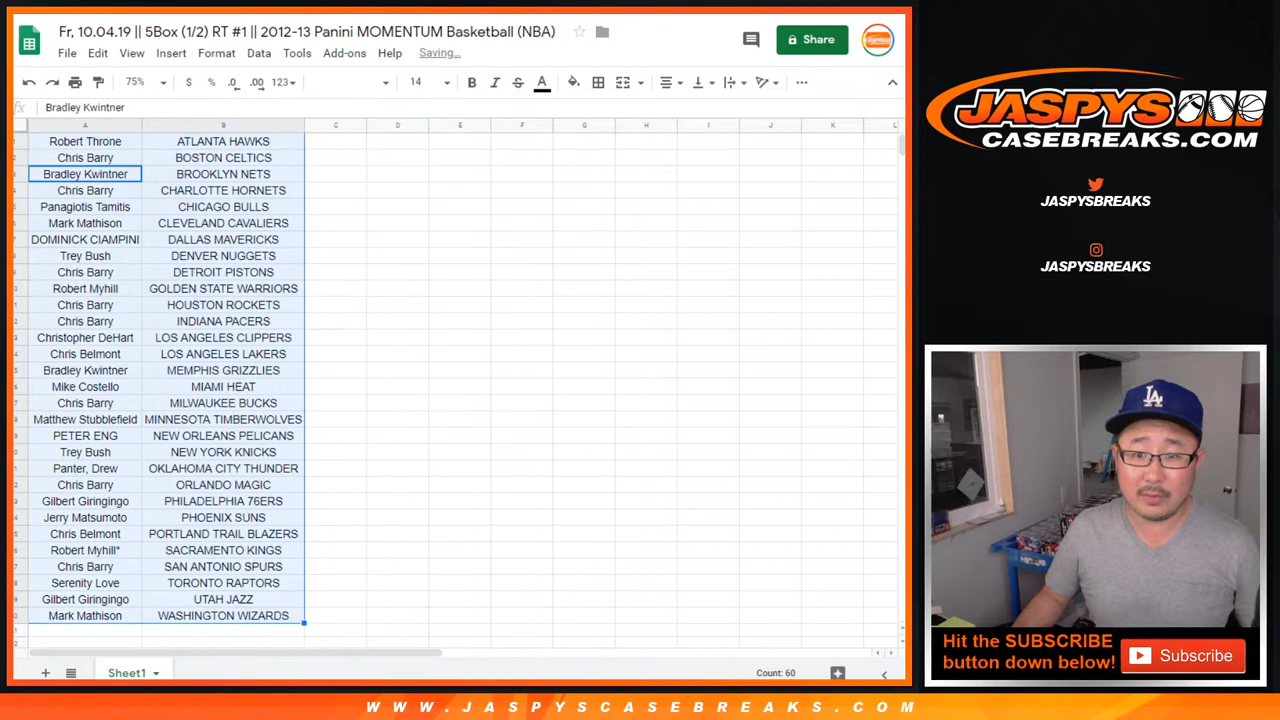 Fr, 10.04.19 || 5Box (1/2) RT #1 || 2012-13 Panini MOMENTUM Basketball (NBA)
File Edit View Insert Format Data Tools Add-ons Help Saving...
Share
75% $ % .0 .00 123 14 B I S A
fx Bradley Kwintner
A B C D E F G H I J K L
Robert Throne ATLANTA HAWKS
Chris Barry BOSTON CELTICS
Bradley Kwintner BROOKLYN NETS
Chris Barry CHARLOTTE HORNETS
Panagiotis Tamitis CHICAGO BULLS
Mark Mathison CLEVELAND CAVALIERS
DOMINICK CIAMPINI DALLAS MAVERICKS
Trey Bush DENVER NUGGETS
Chris Barry DETROIT PISTONS
Robert Myhill GOLDEN STATE WARRIORS
Chris Barry HOUSTON ROCKETS
Chris Barry INDIANA PACERS
Christopher DeHart LOS ANGELES CLIPPERS
Chris Belmont LOS ANGELES LAKERS
Bradley Kwintner MEMPHIS GRIZZLIES
Mike Costello MIAMI HEAT
Chris Barry MILWAUKEE BUCKS
Matthew Stubblefield MINNESOTA TIMBERWOLVES
PETER ENG NEW ORLEANS PELICANS
Trey Bush NEW YORK KNICKS
Panter, Drew OKLAHOMA CITY THUNDER
Chris Barry ORLANDO MAGIC
Gilbert Giringingo PHILADELPHIA 76ERS
Jerry Matsumoto PHOENIX SUNS
Chris Belmont PORTLAND TRAIL BLAZERS
Robert Myhill* SACRAMENTO KINGS
Chris Barry SAN ANTONIO SPURS
Serenity Love TORONTO RAPTORS
Gilbert Giringingo UTAH JAZZ
Mark Mathison WASHINGTON WIZARDS
Sheet1
Count: 60
JASPYS
CASEBREAKS.COM
JASPYSBREAKS
JASPYSBREAKS
LA
Hit the SUBSCRIBE
button down below!
Subscribe
WWW.JASPYSCASEBREAKS.COM